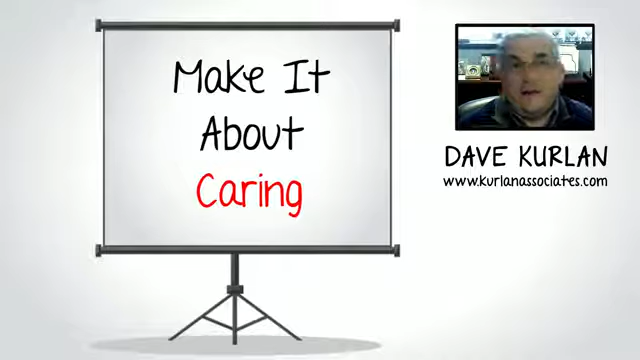 Make It
About
Caring
DAVE KURLAN
www.kurlanassociates.com